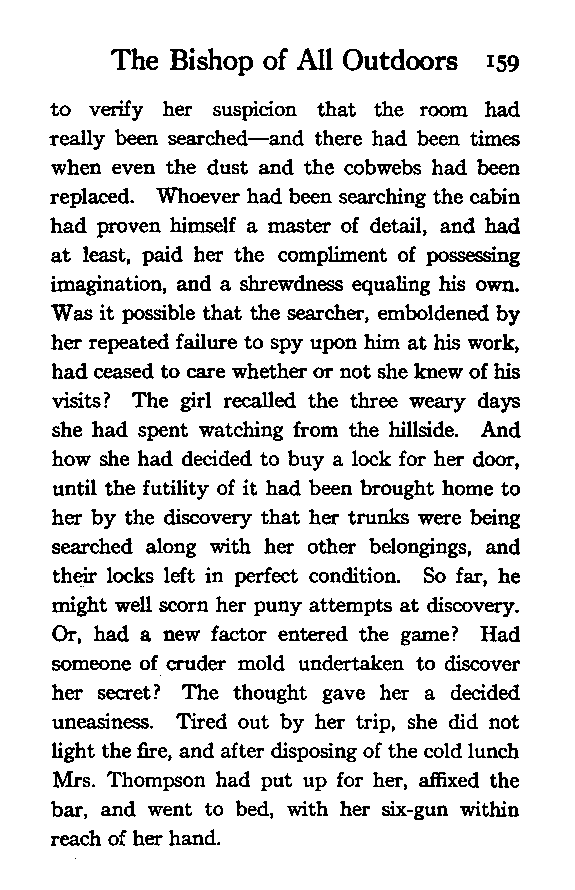 The Bishop of All Outdoors 159
to verify her suspicion that the room had
really been searched—and there had been times
when even the dust and the cobwebs had been
replaced. Whoever had been searching the cabin
had proven himself a master of detail, and had
at least, paid her the compliment of possessing
imagination, and a shrewdness equaling his own.
Was it possible that the searcher, emboldened by
her repeated failure to spy upon him at his work,
had ceased to care whether or not she knew of his
visits? The girl recalled the three weary days
she had spent watching from the hillside. And
how she had decided to buy a lock for her door,
until the futility of it had been brought home to
her by the discovery that her trunks were being
searched along with her other belongings, and
their locks left in perfect condition. So far, he
might well scorn her puny attempts at discovery.
Or, had a new factor entered the game? Had
someone of cruder mold undertaken to discover
her secret? The thought gave her a decided
uneasiness. Tired out by her trip, she did not
light the fire, and after disposing of the cold lunch
Mrs. Thompson had put up for her, affixed the
bar, and went to bed, with her six-gun within
reach of her hand.